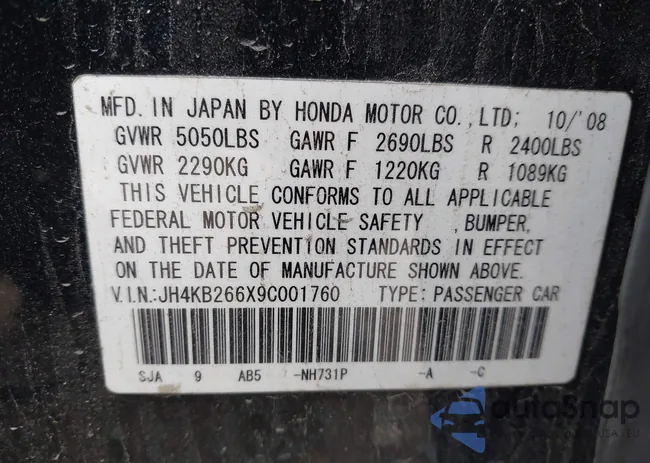 MFD. IN JAPAN BY HONDA MOTOR CO., LTD; 10/'08
GVWR 5050LBS GAWR F 2690LBS R 2400LBS
GVWR 2290KG GAWR F 1220KG R 1089KG
THIS VEHICLE CONFORMS TO ALL APPLICABLE
FEDERAL MOTOR VEHICLE SAFETY , BUMPER,
AND THEFT PREVENTION STANDARDS IN EFFECT
ON THE DATE OF MANUFACTURE SHOWN ABOVE.
V.I.N.:JH4KB266X9C001760 TYPE: PASSENGER CAR
SJA 9 AB5 -NH731P -A -C
autoSnap